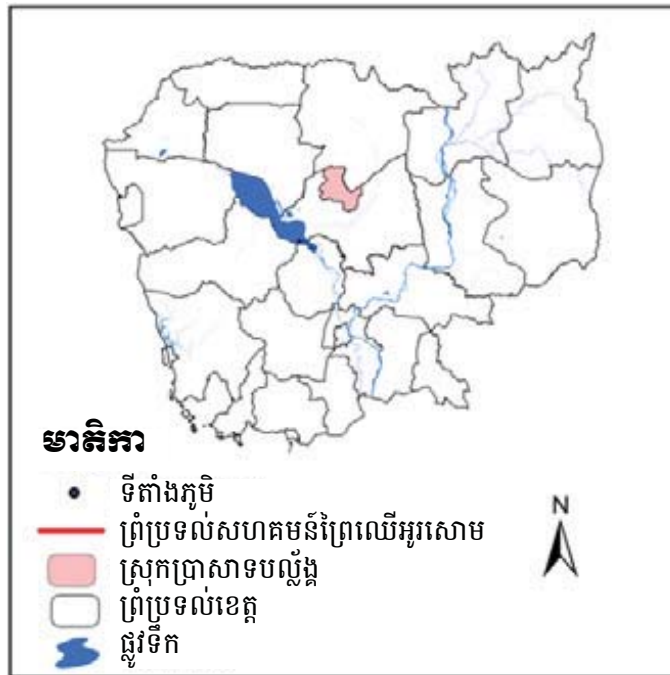 មាតិកា
ទីតាំងភូមិ
ព្រំប្រទល់សហគមន៍ព្រៃឈើអូរសោម
ស្រុកប្រាសាទបល្ល័ង្គ
ព្រំប្រទល់ខេត្ត
ផ្លូវទឹក
N